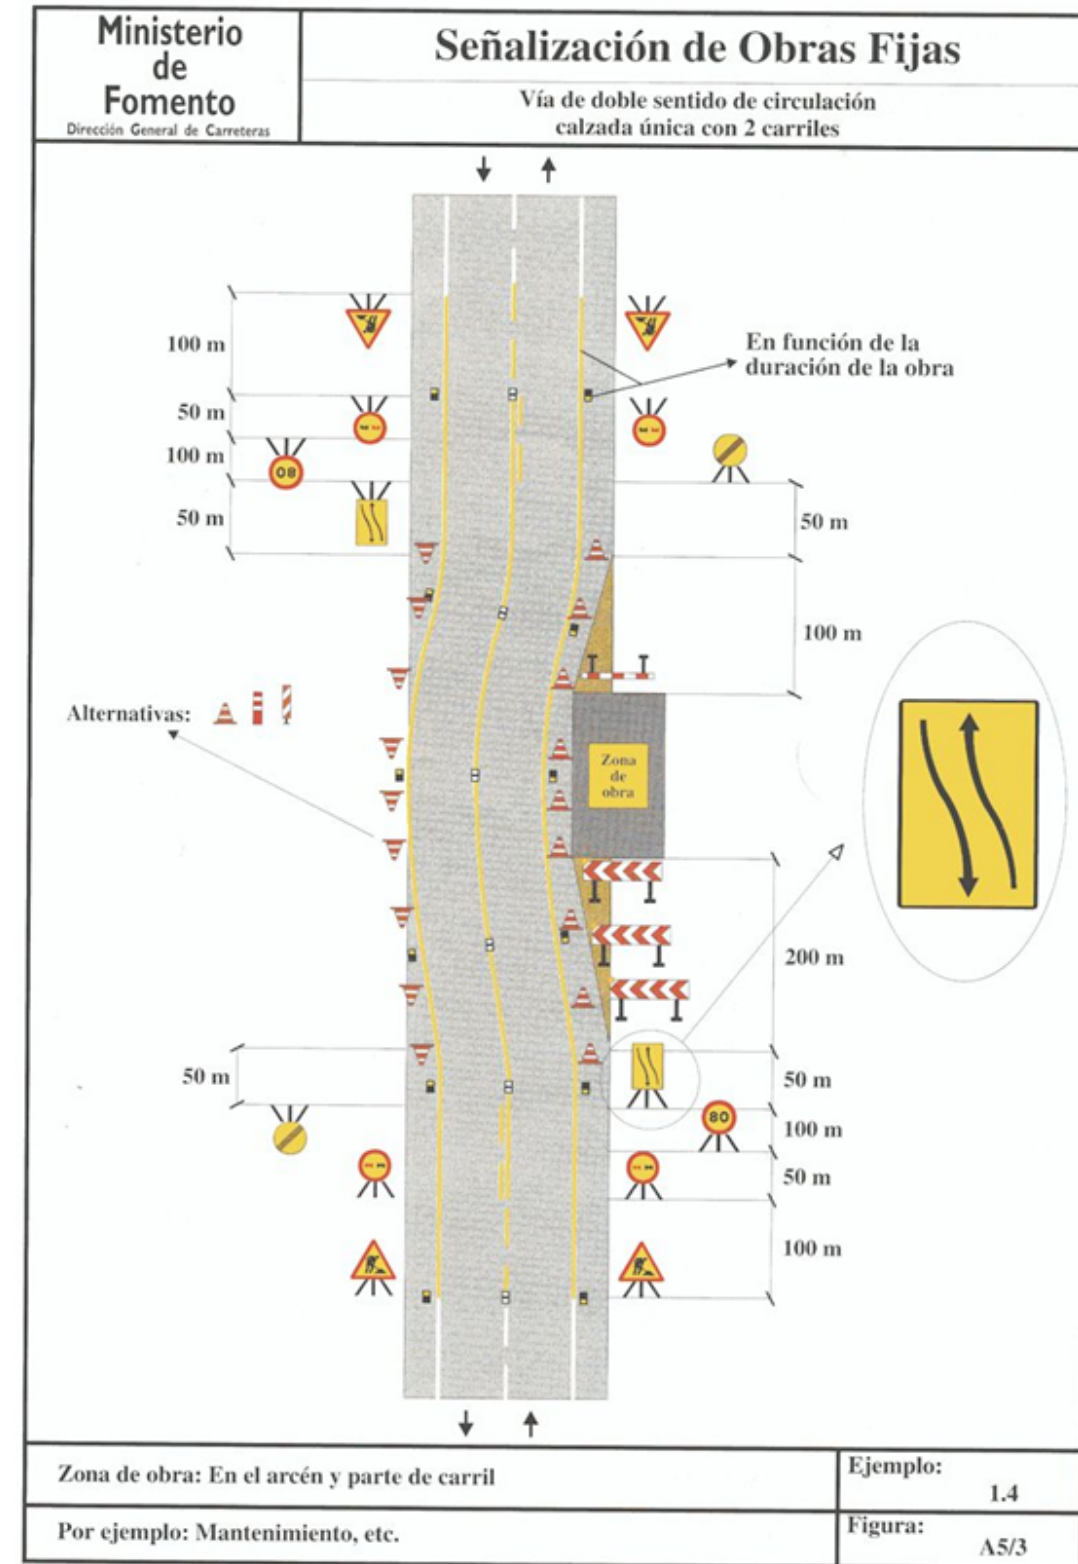 Ministerio
de
Fomento
Dirección General de Carreteras
Señalización de Obras Fijas
Vía de doble sentido de circulación
calzada única con 2 carriles
100 m
50 m
100 m
50 m
80
En función de la
duración de la obra
50 m
100 m
Alternativas:
Zona
de
obra
200 m
50 m
50 m
80
100 m
50 m
100 m
Zona de obra: En el arcén y parte de carril
Ejemplo:
1.4
Por ejemplo: Mantenimiento, etc.
Figura:
A5/3